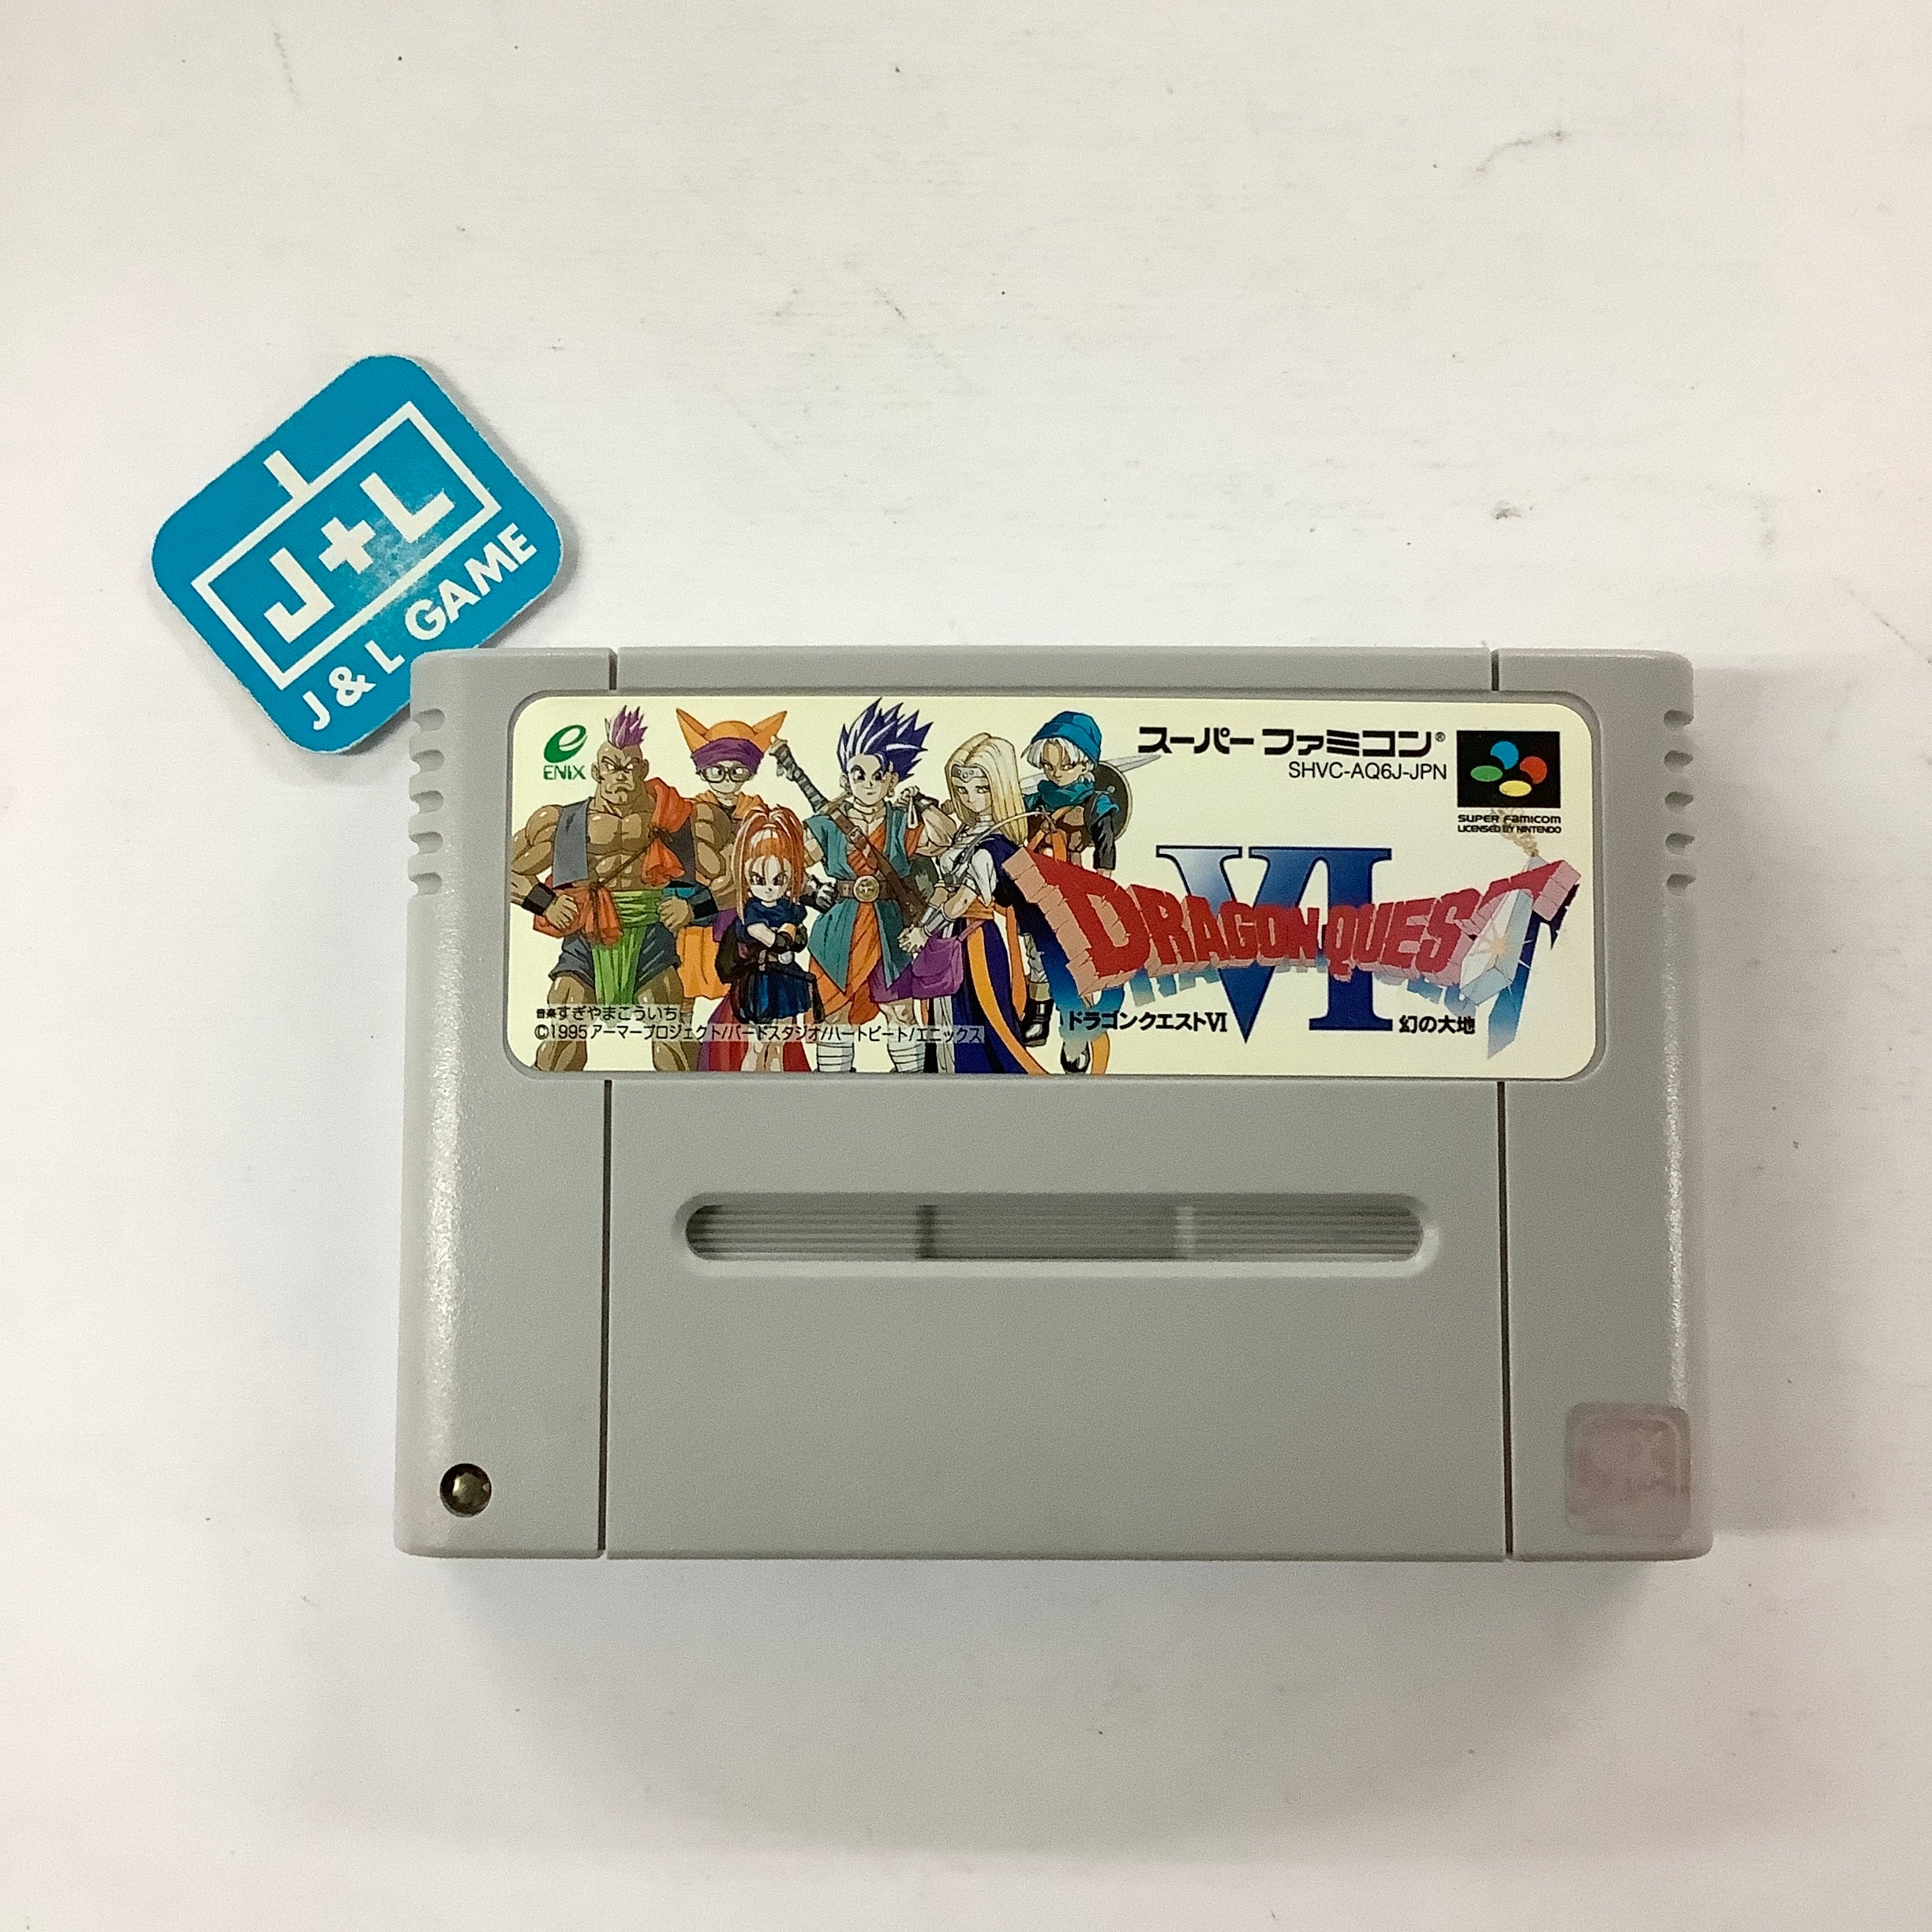 J+L
J & L GAME
e
ENIX
スーパーファミコン®
SHVC-AQ6J-JPN
SUPER FAMICOM
LICENSED BY NINTENDO
VI
DRAGON QUEST
ドラゴンクエストVI
幻の大地
音楽すぎやまこういち
©1995アーマープロジェクト/バードスタジオ/ハートビート/エニックス